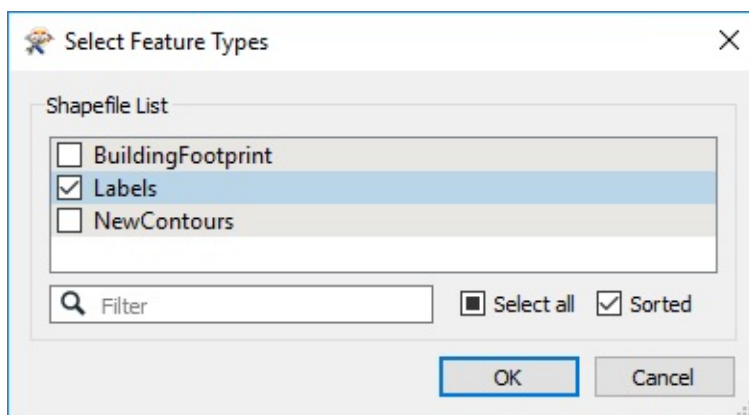 Select Feature Types
Shapefile List
BuildingFootprint
Labels
NewContours
Filter
Select all
Sorted
OK
Cancel